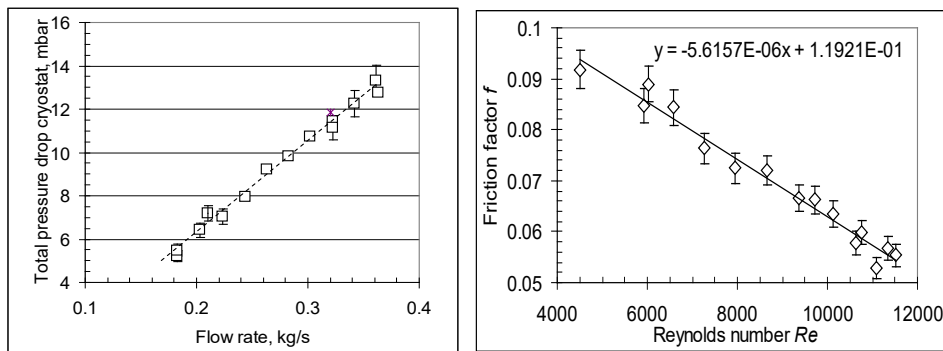 Total pressure drop cryostat, mbar
16
14
12
10
8
6
4
0.1 0.2 0.3 0.4
Flow rate, kg/s
Friction factor f
y = -5.6157E-06x + 1.1921E-01
0.09
0.08
0.07
0.06
0.05
4000 6000 8000 10000 12000
Reynolds number Re